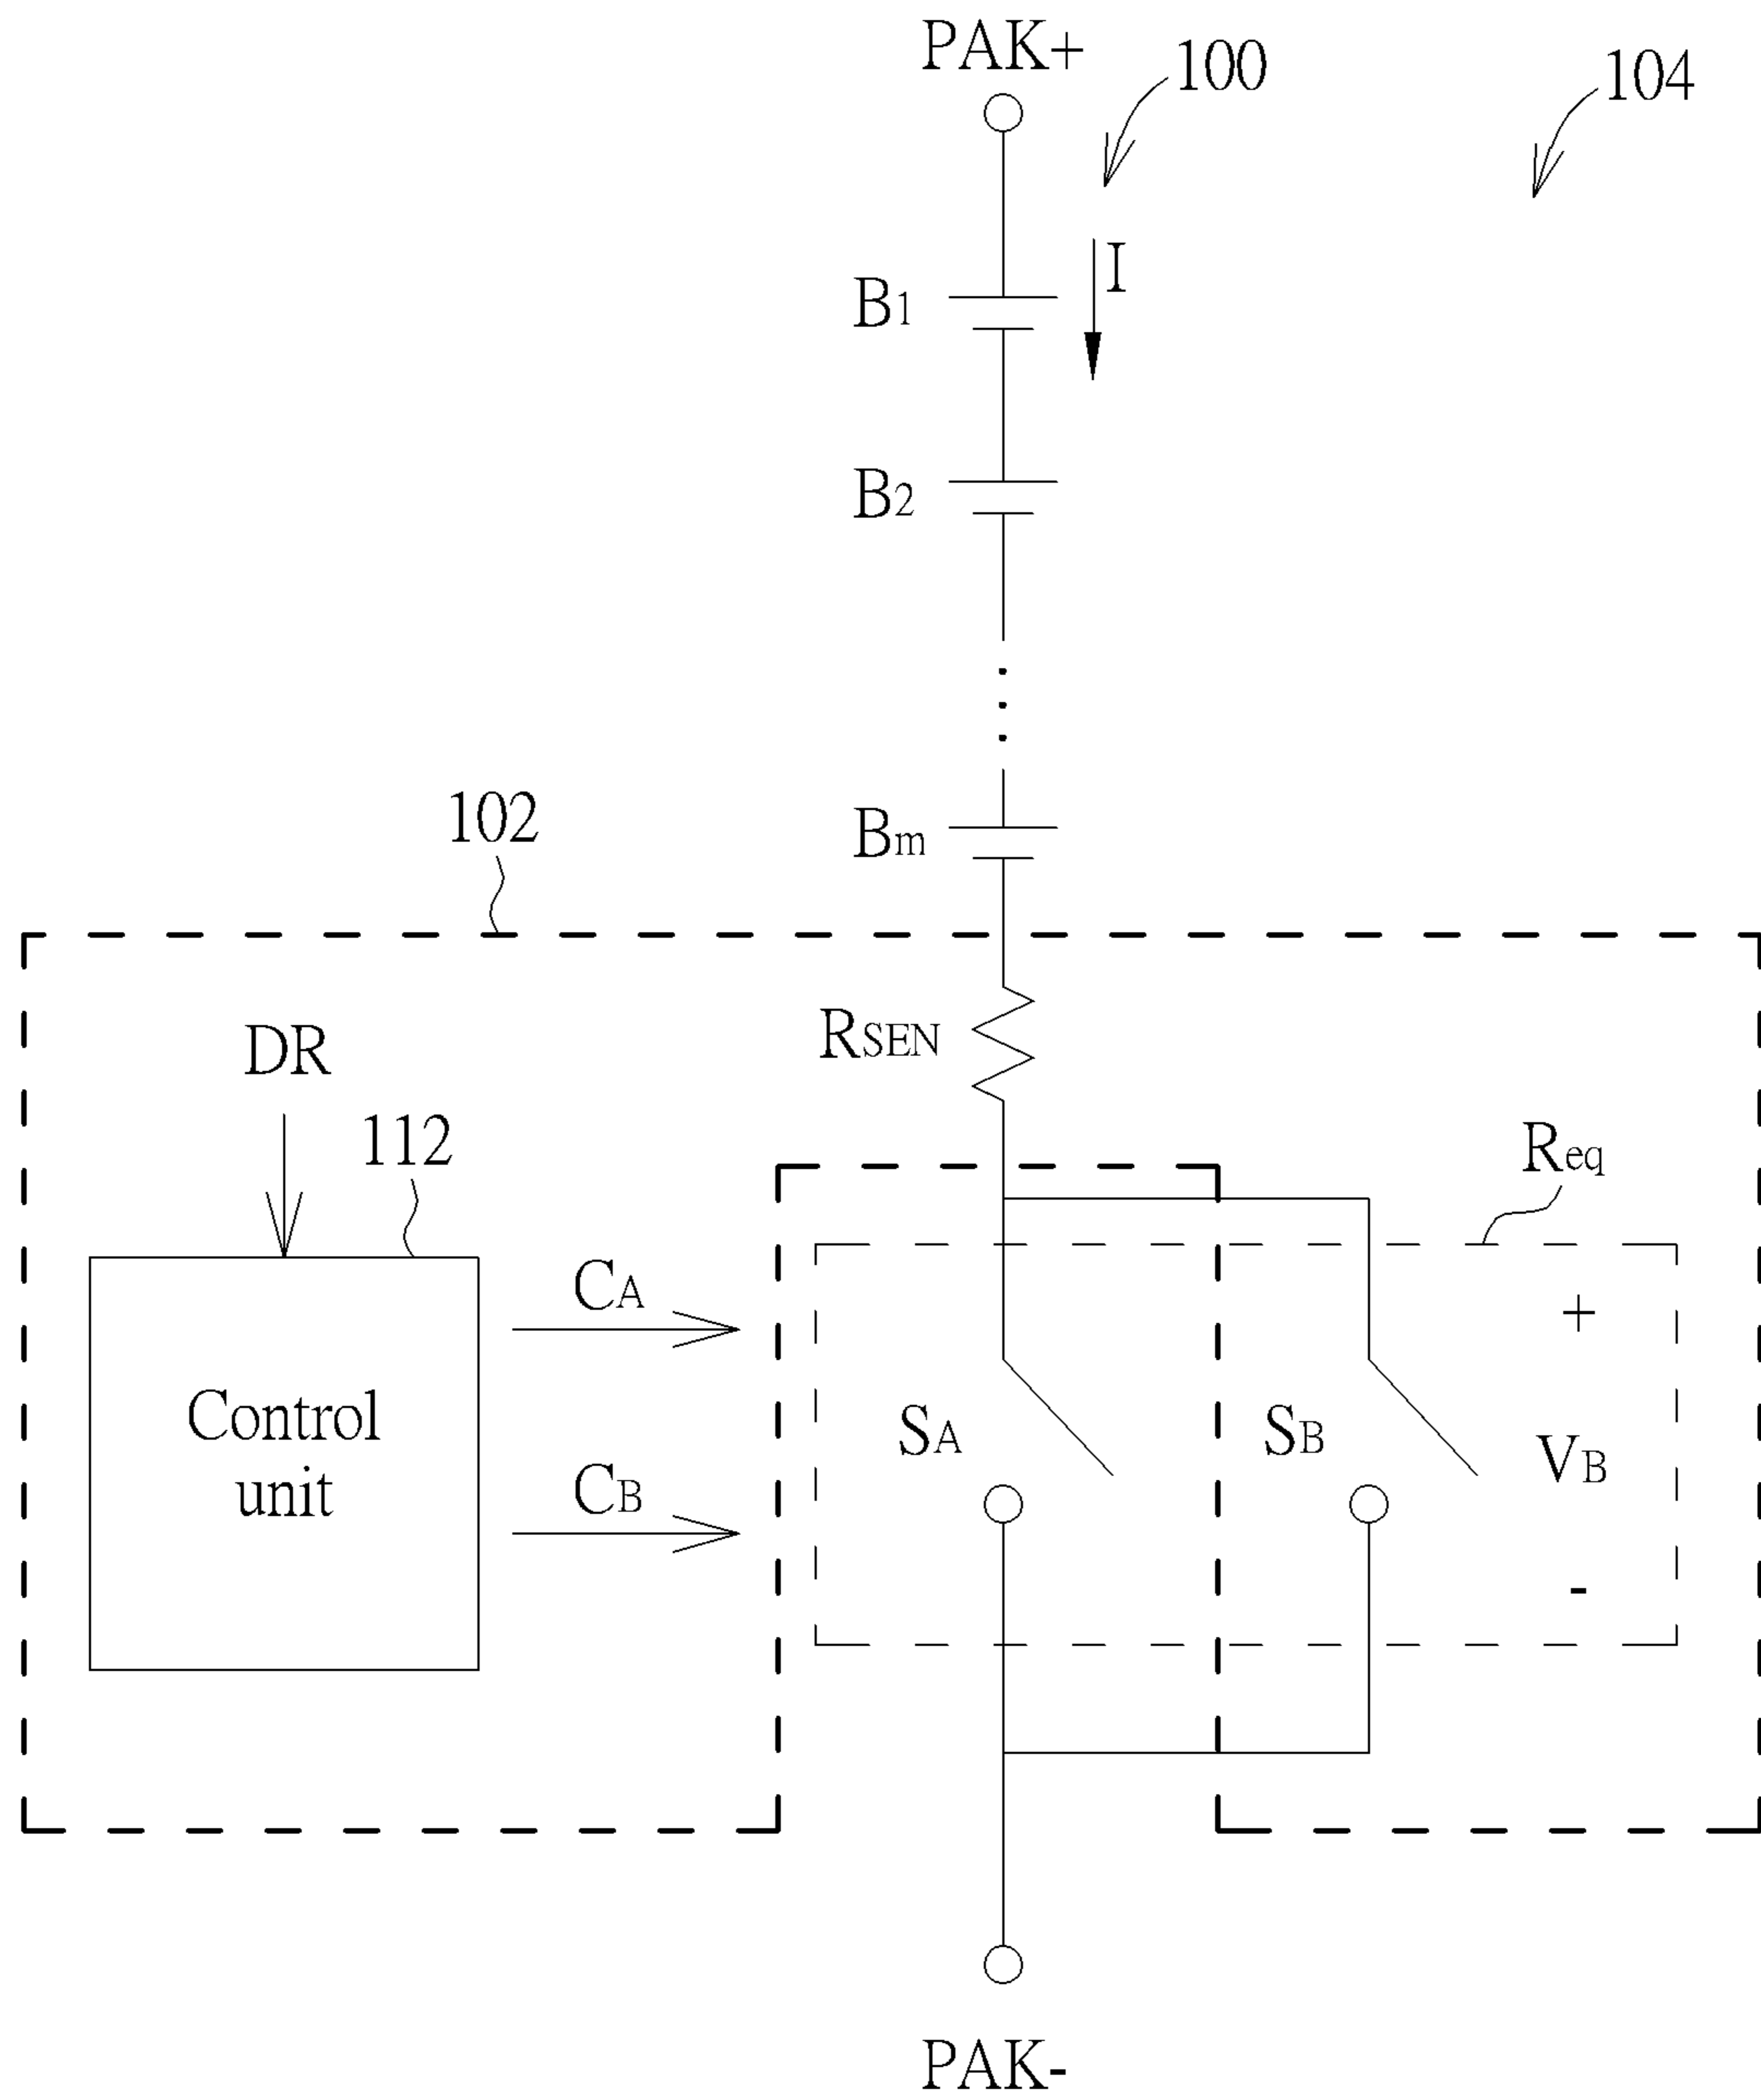 PAK+
100
104
I
B1
B2
Bm
102
RSEN
DR
112
Req
CA
+
Control
unit
SA
SB
VB
CB
-
PAK-